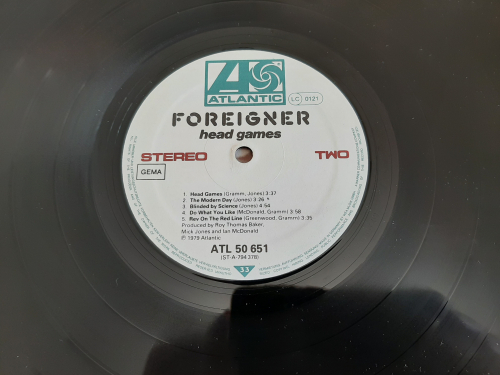 ATLANTIC
LC 0121
FOREIGNER
head games
STEREO TWO
GEMA
1. Head Games (Gramm, Jones) 3:37
2. The Modern Day (Jones) 3:26 *
3. Blinded by Science (Jones) 4:54
4. Do What You Like (McDonald, Gramm) 3:58
5. Rev On The Red Line (Greenwood, Gramm) 3:35
Produced by Roy Thomas Baker,
Mick Jones and Ian McDonald
℗ 1979 Atlantic
ATL 50 651
(ST-A-794 378)
33